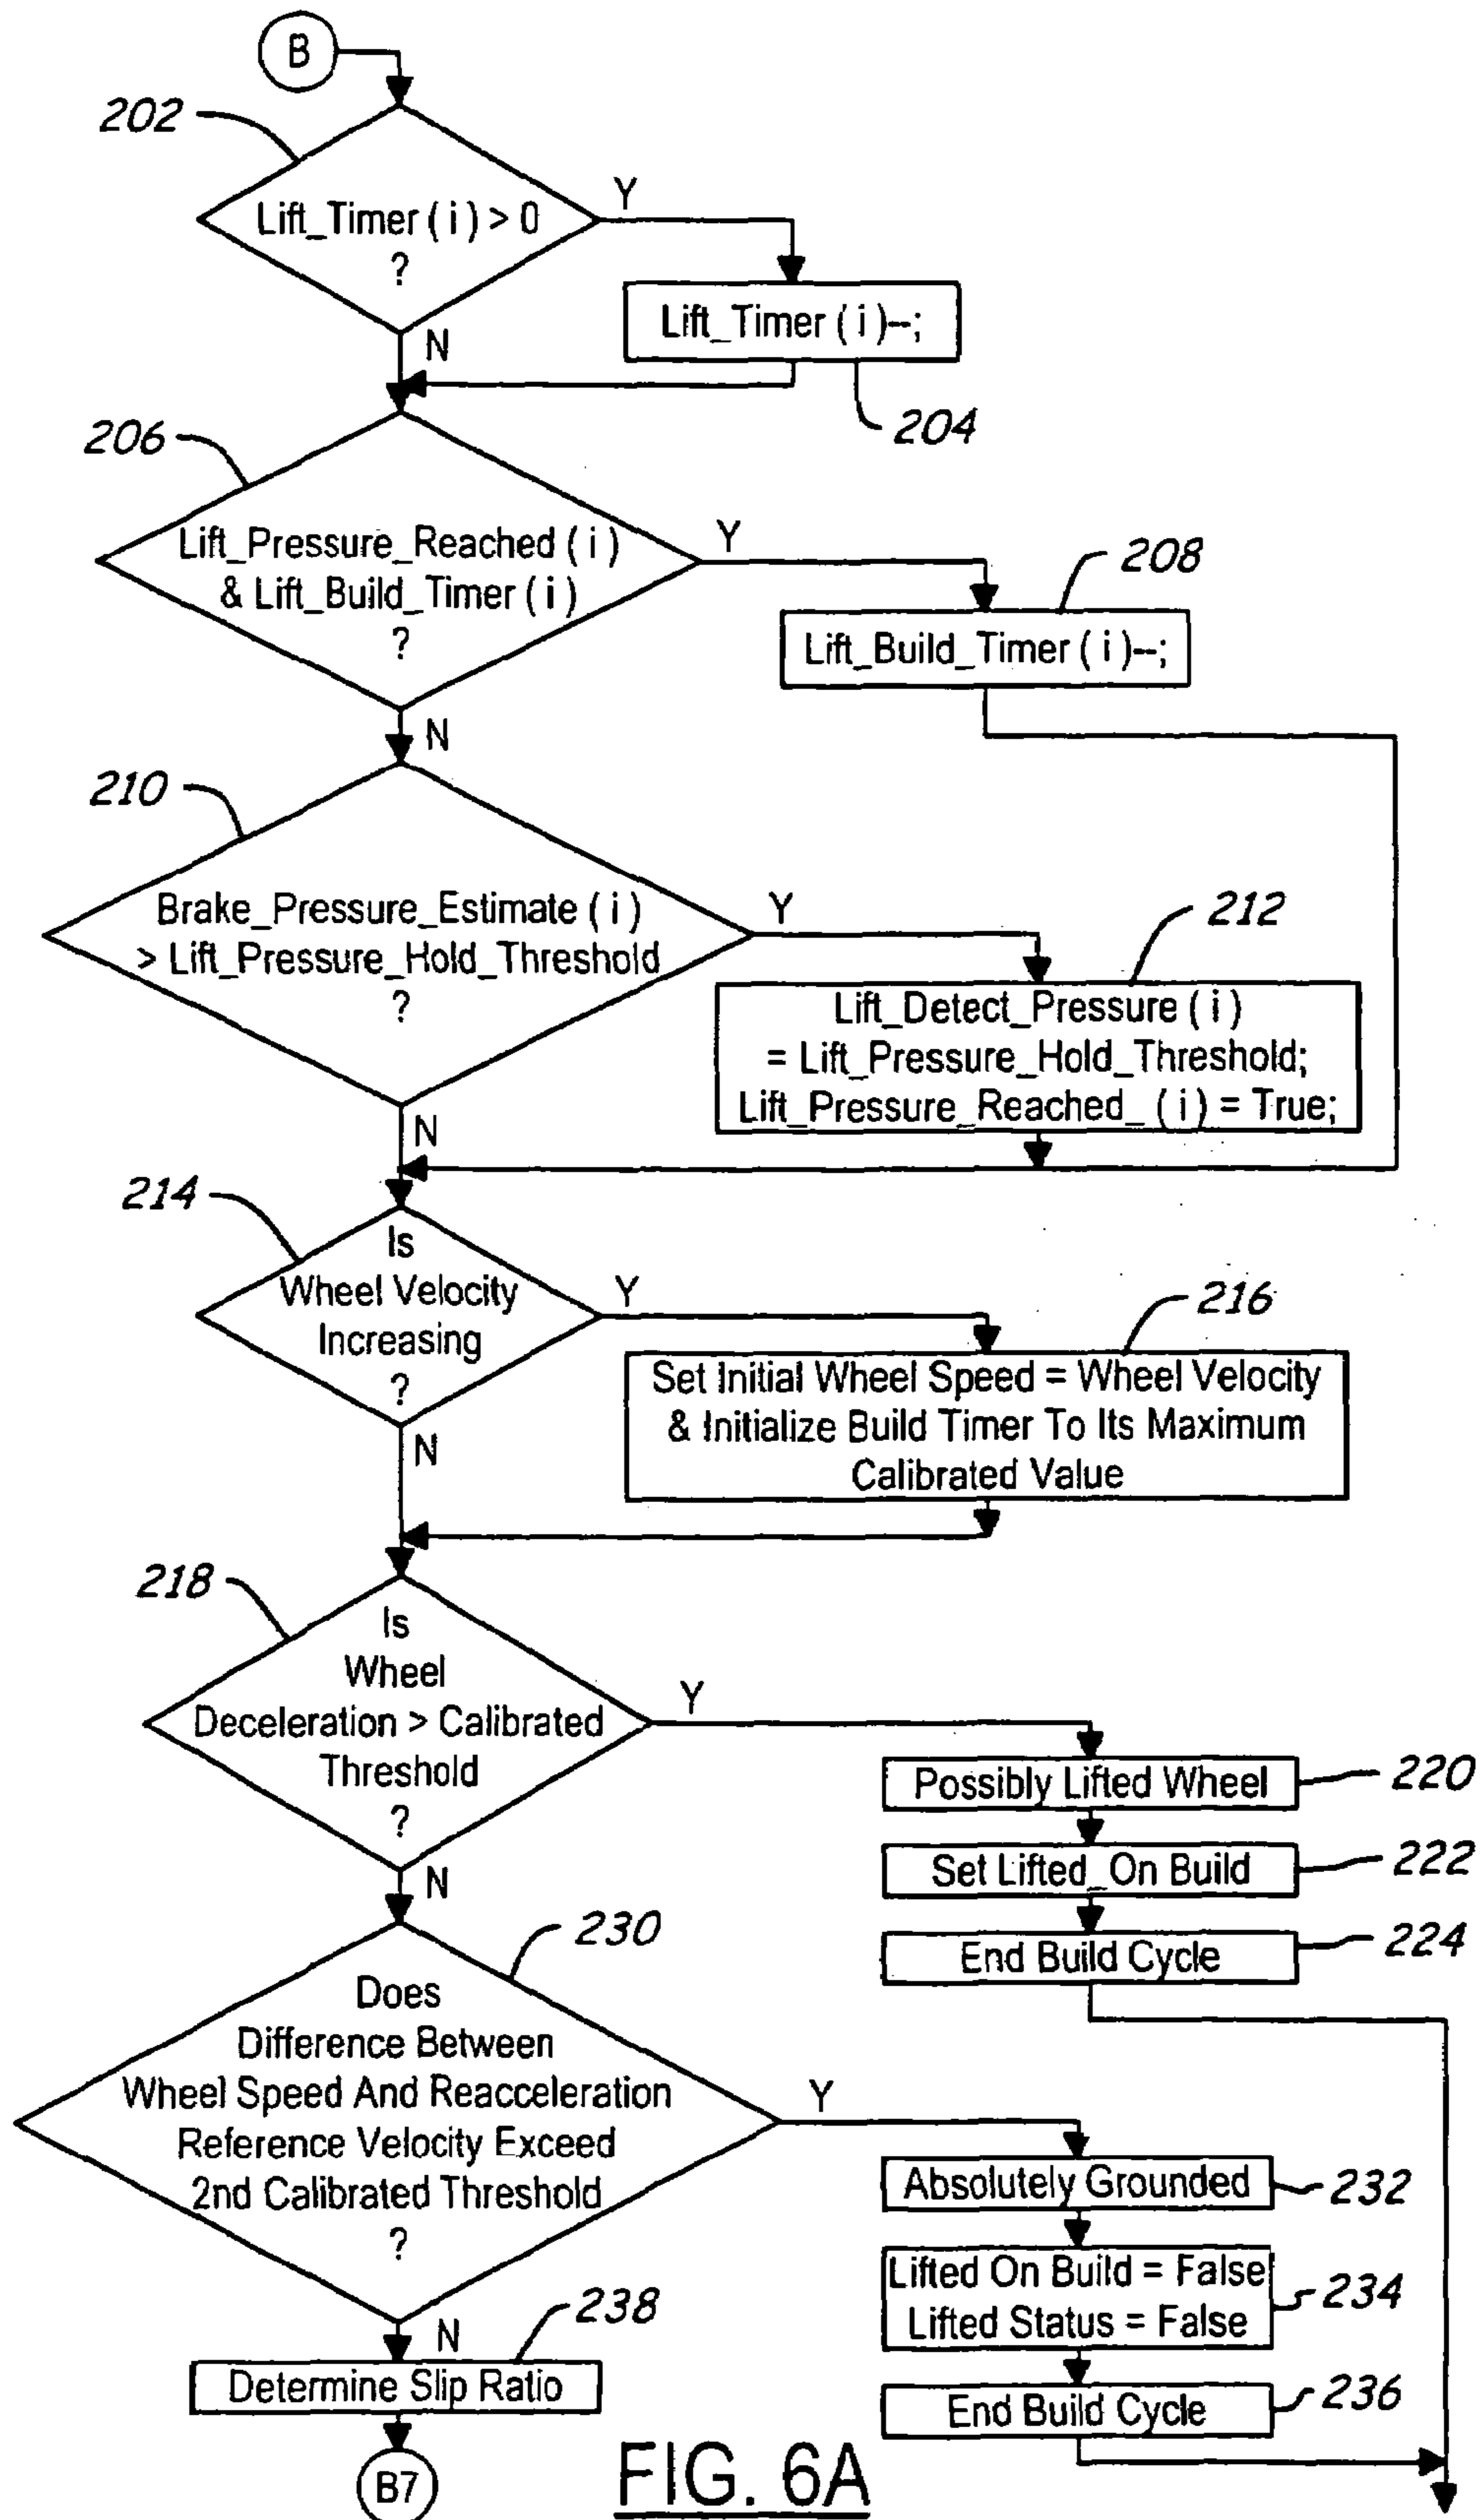 B
202
Lift_Timer ( i ) > 0
?
Y
N
Lift_Timer ( i )--;
204
206
Lift_Pressure_Reached ( i )
& Lift_Build_Timer ( i )
?
Y
N
208
Lift_Build_Timer ( i )--;
210
Brake_Pressure_Estimate ( i )
> Lift_Pressure_Hold_Threshold
?
Y
N
212
Lift_Detect_Pressure ( i )
= Lift_Pressure_Hold_Threshold;
Lift_Pressure_Reached_ ( i ) = True;
214
Is
Wheel Velocity
Increasing
?
Y
N
216
Set Initial Wheel Speed = Wheel Velocity
& Initialize Build Timer To Its Maximum
Calibrated Value
218
Is
Wheel
Deceleration > Calibrated
Threshold
?
Y
N
Possibly Lifted Wheel
220
Set Lifted_On Build
222
End Build Cycle
224
230
Does
Difference Between
Wheel Speed And Reacceleration
Reference Velocity Exceed
2nd Calibrated Threshold
?
Y
N
Absolutely Grounded
232
Lifted On Build = False
Lifted Status = False
234
End Build Cycle
236
238
Determine Slip Ratio
B7
FIG. 6A